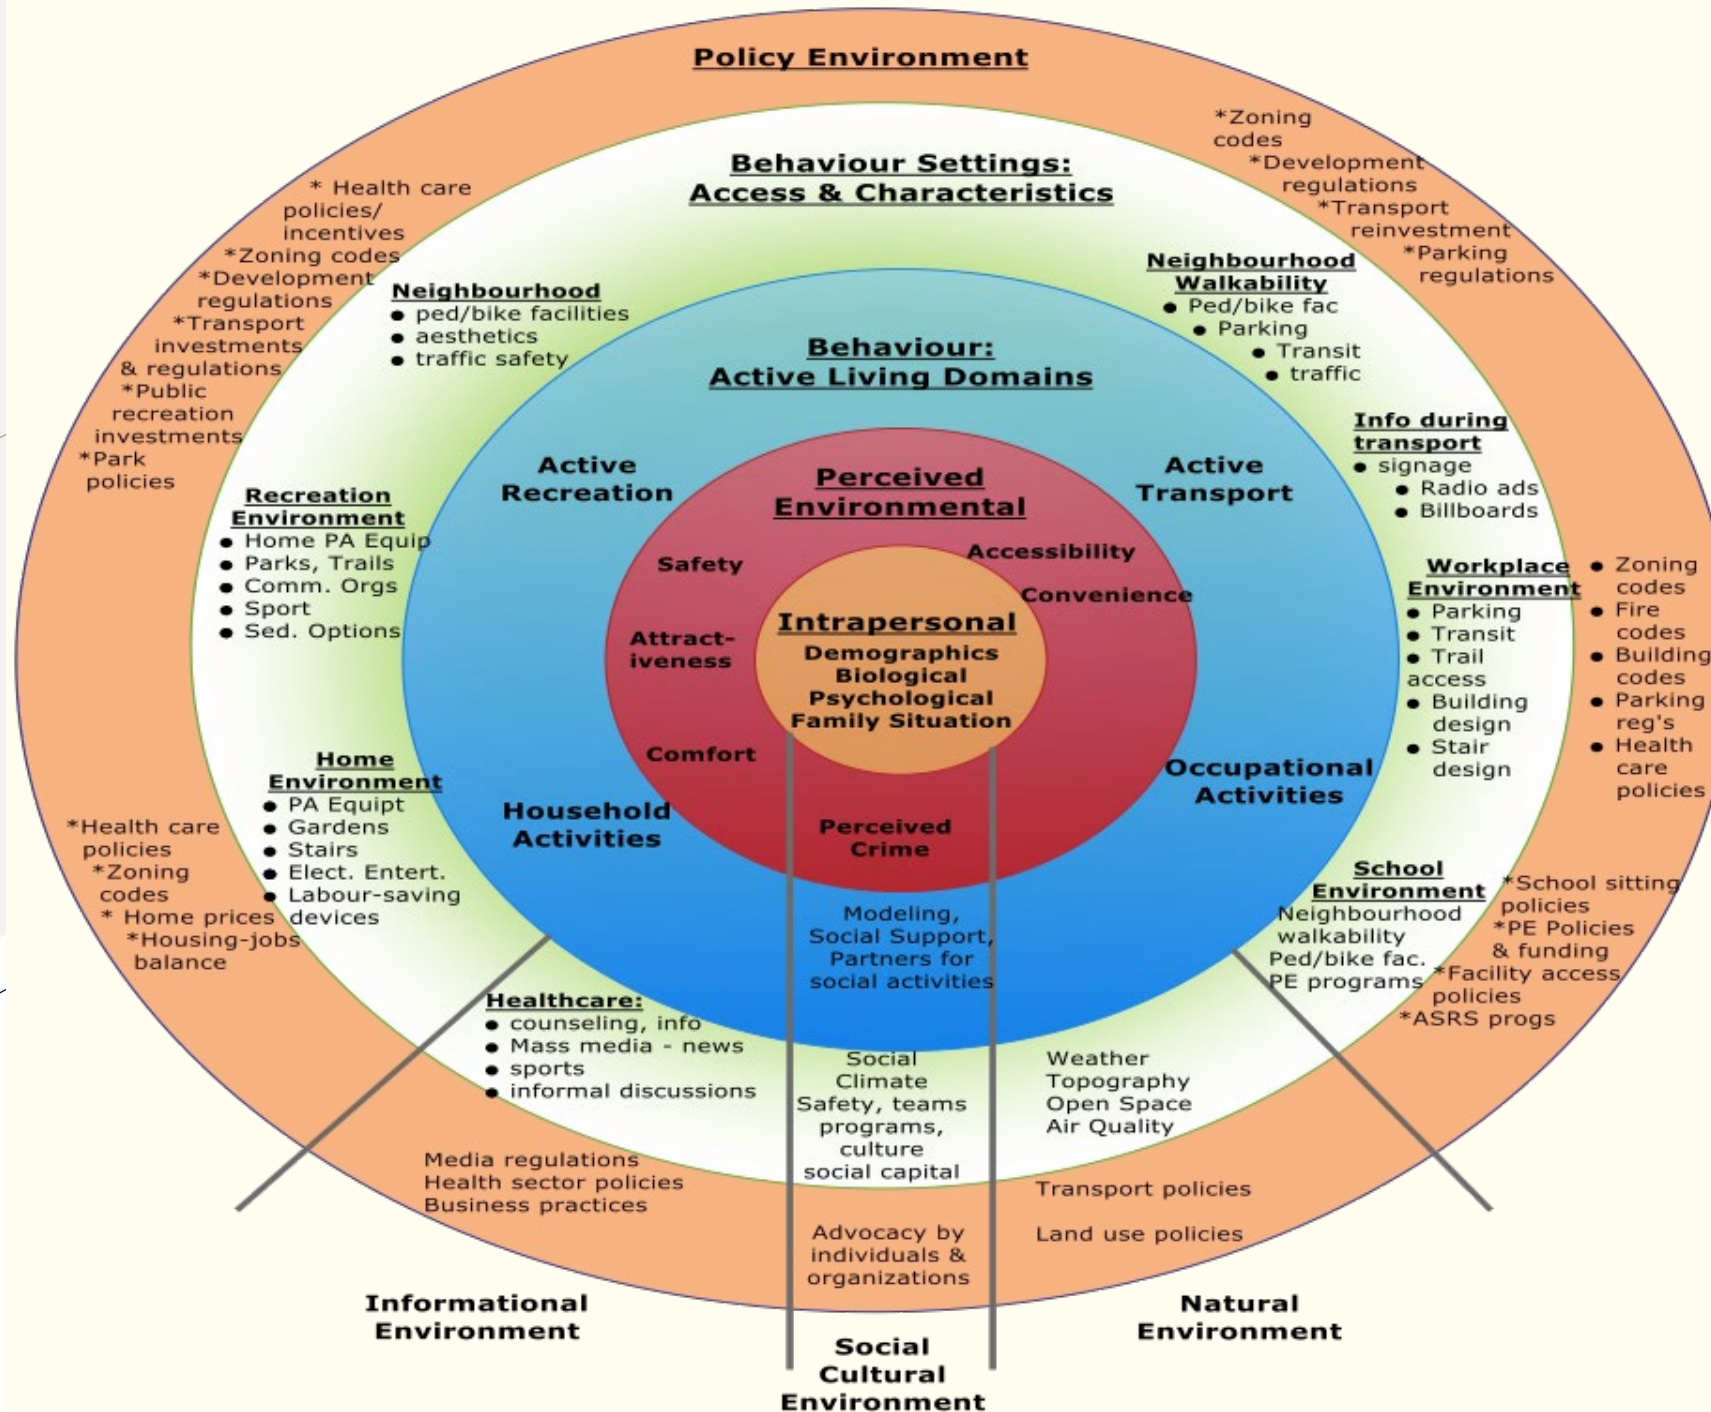 Policy Environment
*Zoning
codes
*Development
regulations
*Transport
reinvestment
*Parking
regulations
* Health care
policies/
incentives
*Zoning codes
*Development
regulations
*Transport
investments
& regulations
*Public
recreation
investments
*Park
policies
Behaviour Settings:
Access & Characteristics
Neighbourhood
● ped/bike facilities
● aesthetics
● traffic safety
Neighbourhood
Walkability
● Ped/bike fac
● Parking
● Transit
● traffic
Info during
transport
● signage
● Radio ads
● Billboards
Behaviour:
Active Living Domains
Active
Recreation
Active
Transport
Perceived
Environmental
Safety
Accessibility
Convenience
Attract-
iveness
Comfort
Perceived
Crime
Intrapersonal
Demographics
Biological
Psychological
Family Situation
Recreation
Environment
● Home PA Equip
● Parks, Trails
● Comm. Orgs
● Sport
● Sed. Options
Workplace
Environment
● Parking
● Transit
● Trail
access
● Building
design
● Stair
design
● Zoning
codes
● Fire
codes
● Building
codes
● Parking
reg's
● Health
care
policies
Home
Environment
● PA Equipt
● Gardens
● Stairs
● Elect. Entert.
● Labour-saving
devices
*Health care
policies
*Zoning
codes
* Home prices
*Housing-jobs
balance
Household
Activities
Occupational
Activities
School
Environment
Neighbourhood
walkability
Ped/bike fac.
PE programs
*School sitting
policies
*PE Policies
& funding
*Facility access
policies
*ASRS progs
Modeling,
Social Support,
Partners for
social activities
Healthcare:
● counseling, info
● Mass media - news
● sports
● informal discussions
Social
Climate
Safety, teams
programs,
culture
social capital
Weather
Topography
Open Space
Air Quality
Media regulations
Health sector policies
Business practices
Advocacy by
individuals &
organizations
Transport policies
Land use policies
Informational
Environment
Social
Cultural
Environment
Natural
Environment